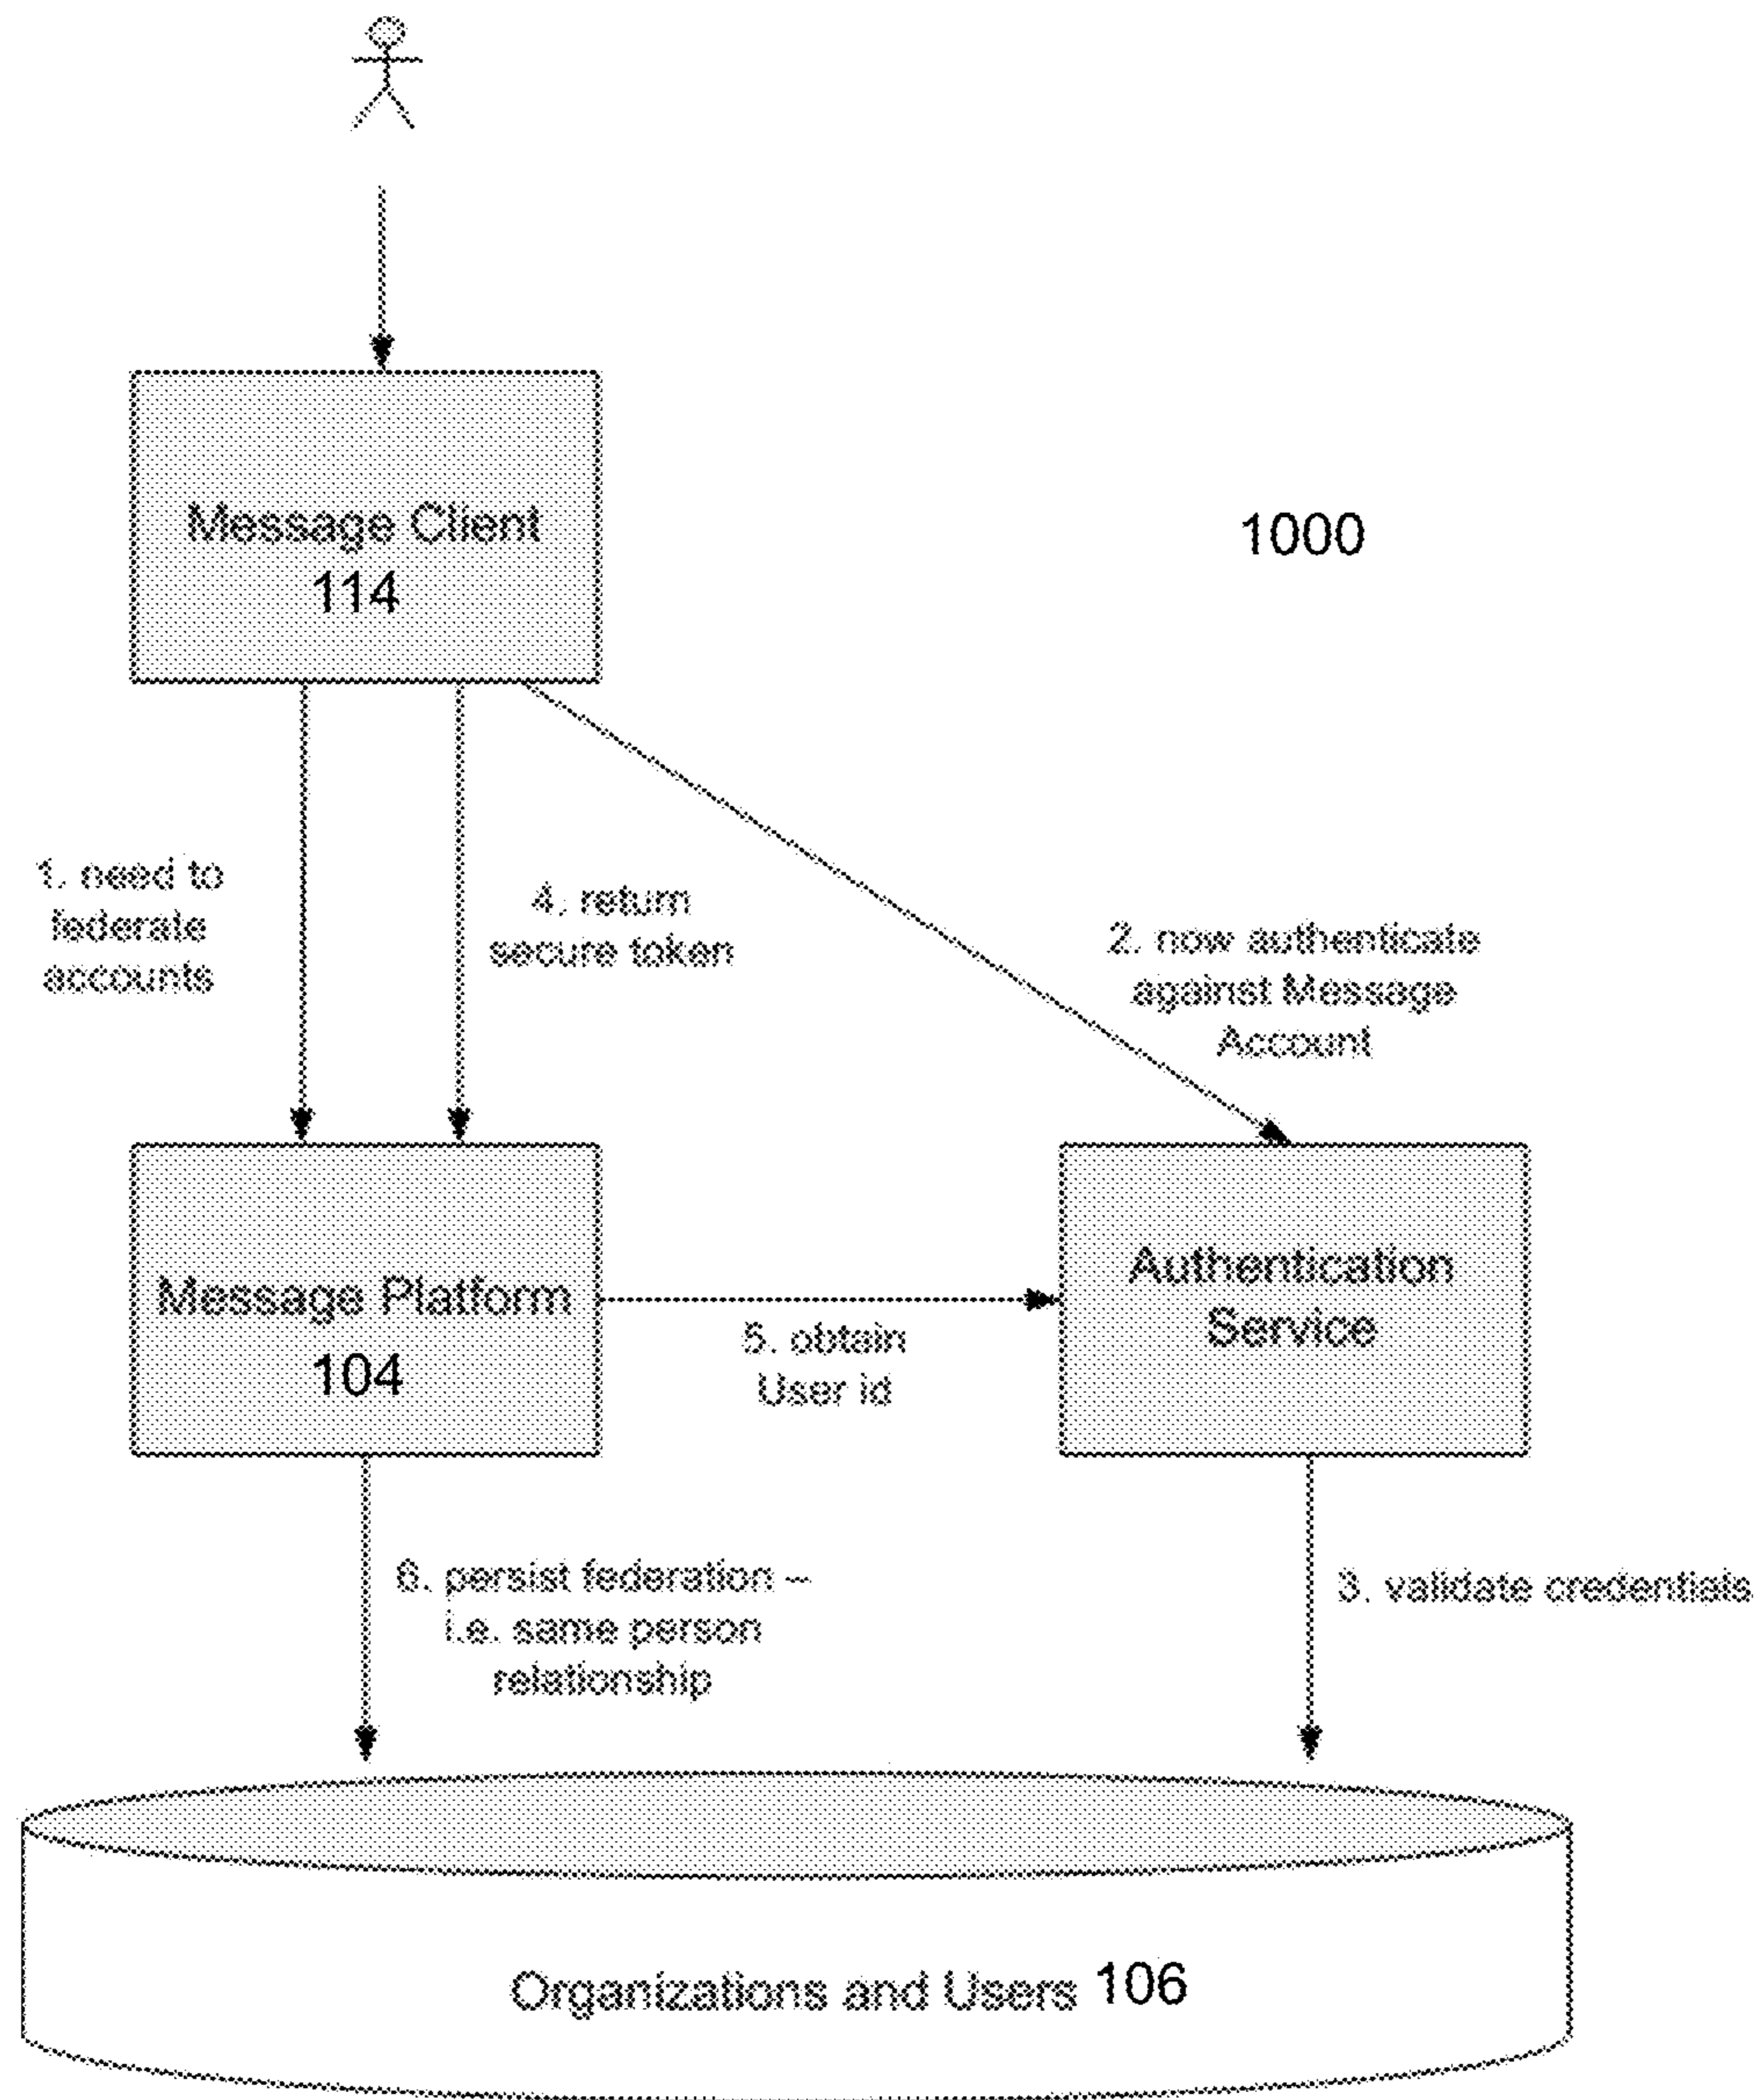 Message Client
114
1000
1. need to
federate
accounts
4. return
secure token
2. now authenticate
against Message
Account
Message Platform
104
Authentication
Service
5. obtain
User id
6. persist federation –
i.e. same person
relationship
3. validate credentials
Organizations and Users 106